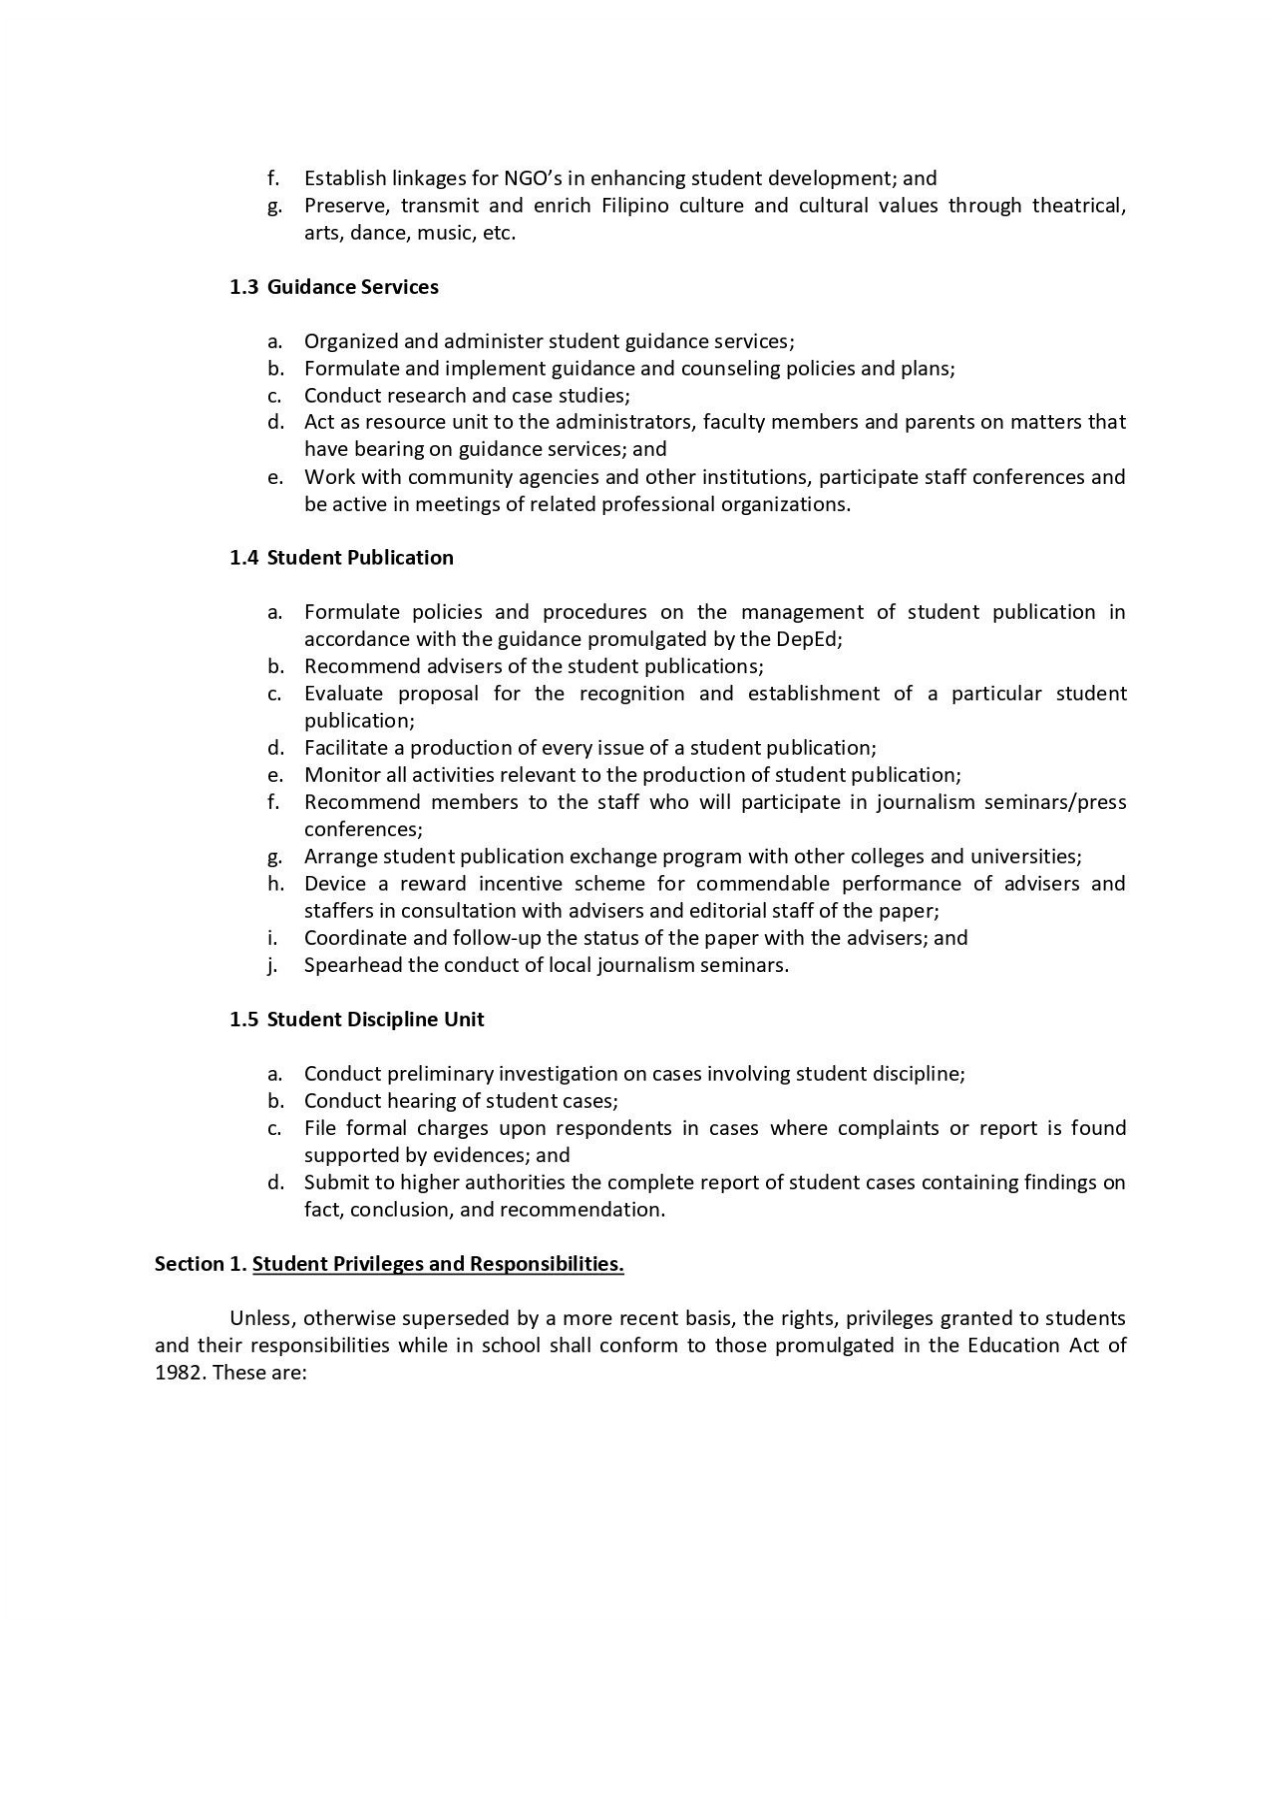 f. Establish linkages for NGO’s in enhancing student development; and
g. Preserve, transmit and enrich Filipino culture and cultural values through theatrical,
arts, dance, music, etc.
1.3 Guidance Services
a. Organized and administer student guidance services;
b. Formulate and implement guidance and counseling policies and plans;
c. Conduct research and case studies;
d. Act as resource unit to the administrators, faculty members and parents on matters that
have bearing on guidance services; and
e. Work with community agencies and other institutions, participate staff conferences and
be active in meetings of related professional organizations.
1.4 Student Publication
a. Formulate policies and procedures on the management of student publication in
accordance with the guidance promulgated by the DepEd;
b. Recommend advisers of the student publications;
c. Evaluate proposal for the recognition and establishment of a particular student
publication;
d. Facilitate a production of every issue of a student publication;
e. Monitor all activities relevant to the production of student publication;
f. Recommend members to the staff who will participate in journalism seminars/press
conferences;
g. Arrange student publication exchange program with other colleges and universities;
h. Device a reward incentive scheme for commendable performance of advisers and
staffers in consultation with advisers and editorial staff of the paper;
i. Coordinate and follow-up the status of the paper with the advisers; and
j. Spearhead the conduct of local journalism seminars.
1.5 Student Discipline Unit
a. Conduct preliminary investigation on cases involving student discipline;
b. Conduct hearing of student cases;
c. File formal charges upon respondents in cases where complaints or report is found
supported by evidences; and
d. Submit to higher authorities the complete report of student cases containing findings on
fact, conclusion, and recommendation.
Section 1. Student Privileges and Responsibilities.
Unless, otherwise superseded by a more recent basis, the rights, privileges granted to students
and their responsibilities while in school shall conform to those promulgated in the Education Act of
1982. These are: